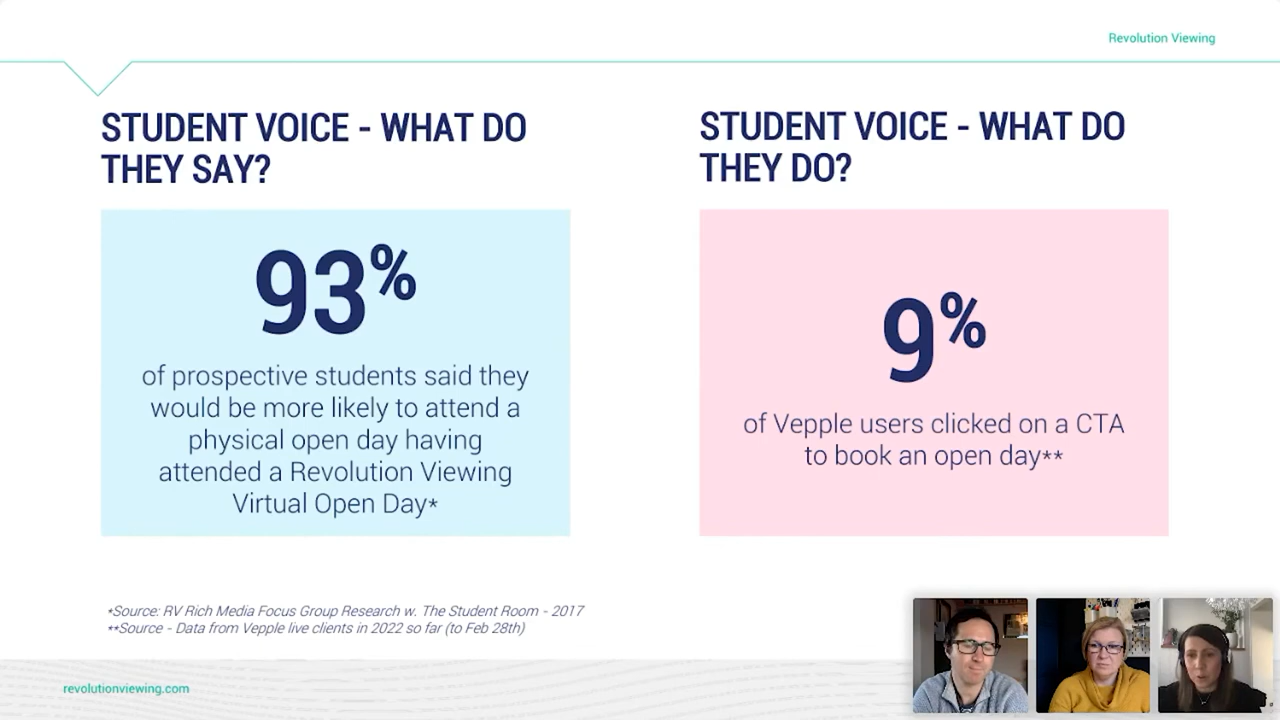 Revolution Viewing
STUDENT VOICE - WHAT DO
THEY SAY?
93%
of prospective students said they
would be more likely to attend a
physical open day having
attended a Revolution Viewing
Virtual Open Day*
STUDENT VOICE - WHAT DO
THEY DO?
9%
of Vepple users clicked on a CTA
to book an open day**
*Source: RV Rich Media Focus Group Research w. The Student Room - 2017
**Source - Data from Vepple live clients in 2022 so far (to Feb 28th)
revolutionviewing.com